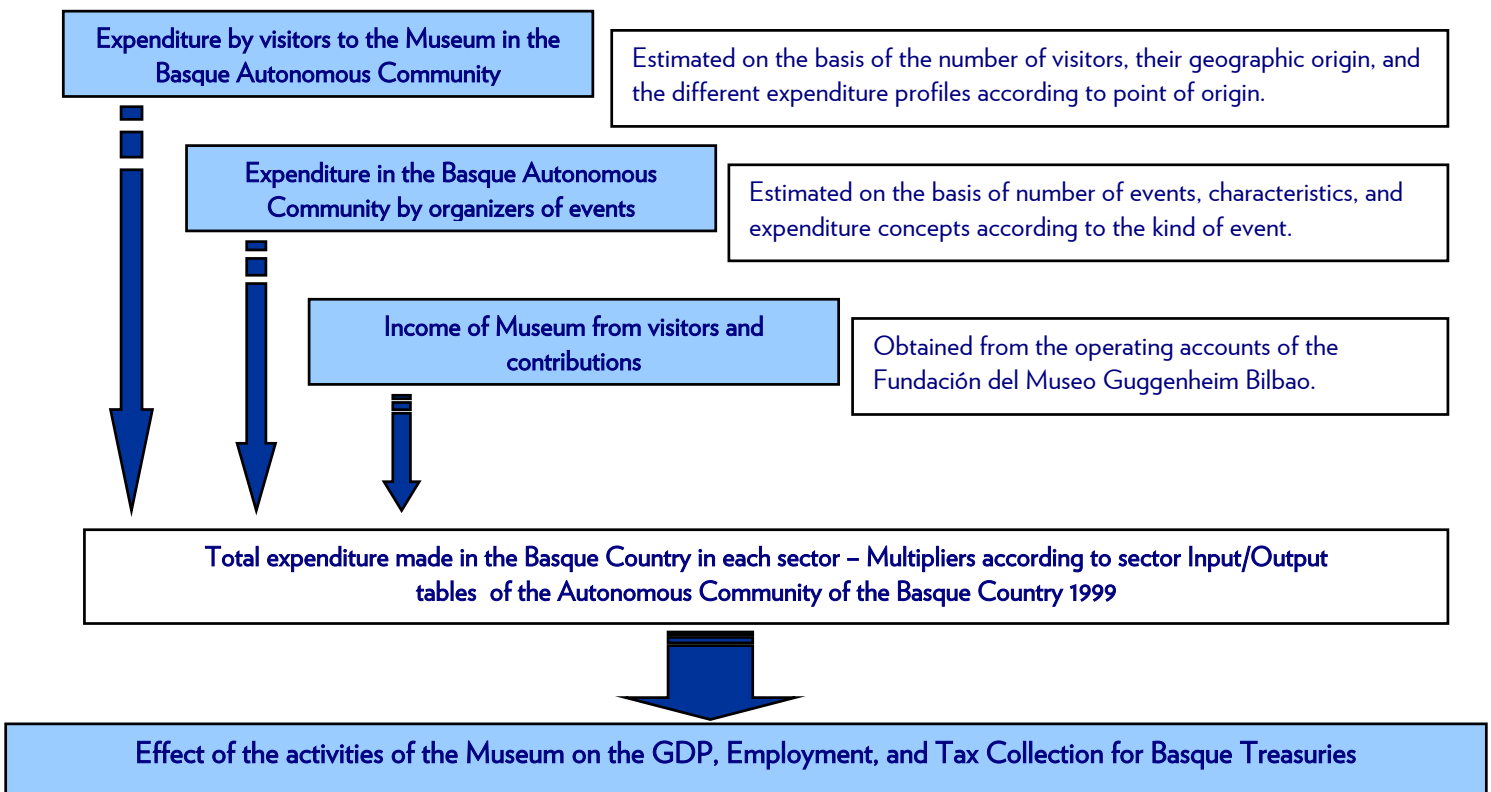 Expenditure by visitors to the Museum in the
Basque Autonomous Community
Estimated on the basis of the number of visitors, their geographic origin, and
the different expenditure profiles according to point of origin.
Expenditure in the Basque Autonomous
Community by organizers of events
Estimated on the basis of number of events, characteristics, and
expenditure concepts according to the kind of event.
Income of Museum from visitors and
contributions
Obtained from the operating accounts of the
Fundación del Museo Guggenheim Bilbao.
Total expenditure made in the Basque Country in each sector – Multipliers according to sector Input/Output
tables of the Autonomous Community of the Basque Country 1999
Effect of the activities of the Museum on the GDP, Employment, and Tax Collection for Basque Treasuries